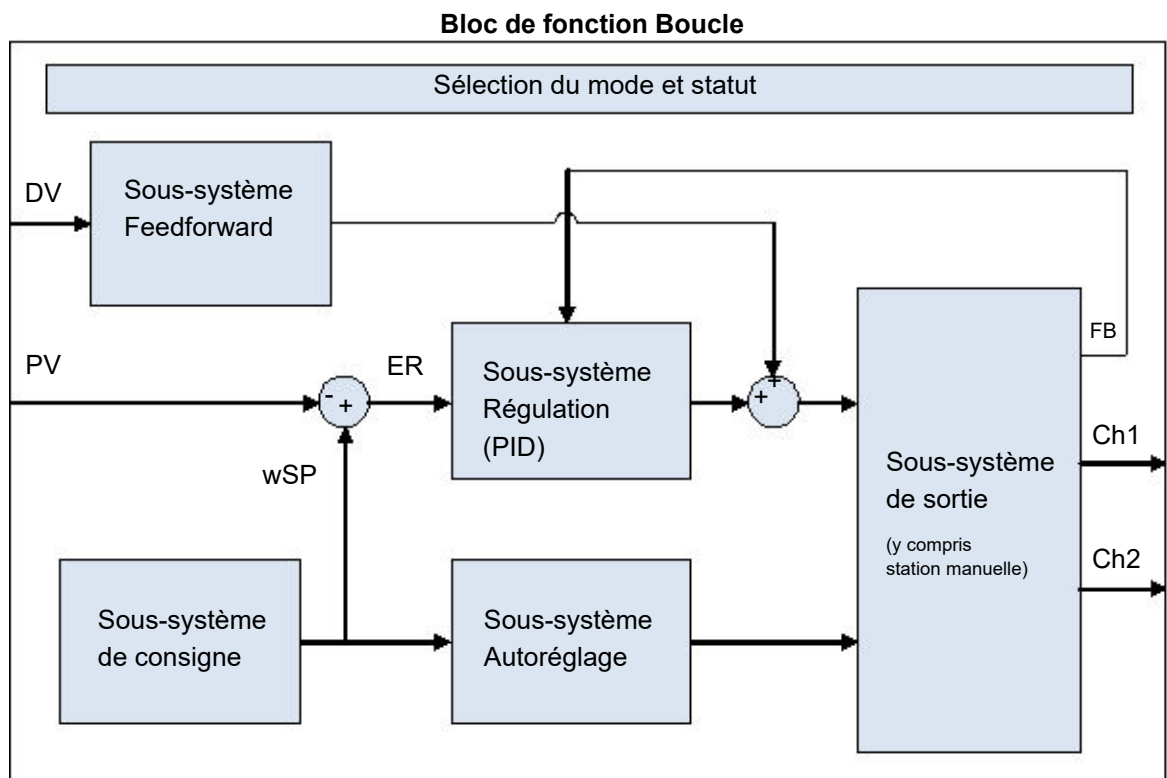 Bloc de fonction Boucle
Sélection du mode et statut
DV
Sous-système
Feedforward
FB
PV
ER
Sous-système
Régulation
(PID)
-
+
+
+
wSP
Ch1
Sous-système
de sortie
(y compris
station manuelle)
Ch2
Sous-système
de consigne
Sous-système
Autoréglage